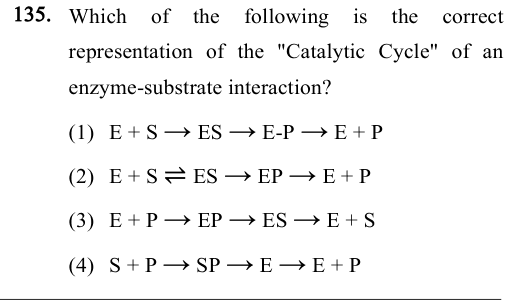 135. Which of the following is the correct
representation of the "Catalytic Cycle" of an
enzyme-substrate interaction?
(1) E + S ⟶ ES ⟶ E-P ⟶ E + P
(2) E + S ⇌ ES ⟶ EP ⟶ E + P
(3) E + P ⟶ EP ⟶ ES ⟶ E + S
(4) S + P ⟶ SP ⟶ E ⟶ E + P